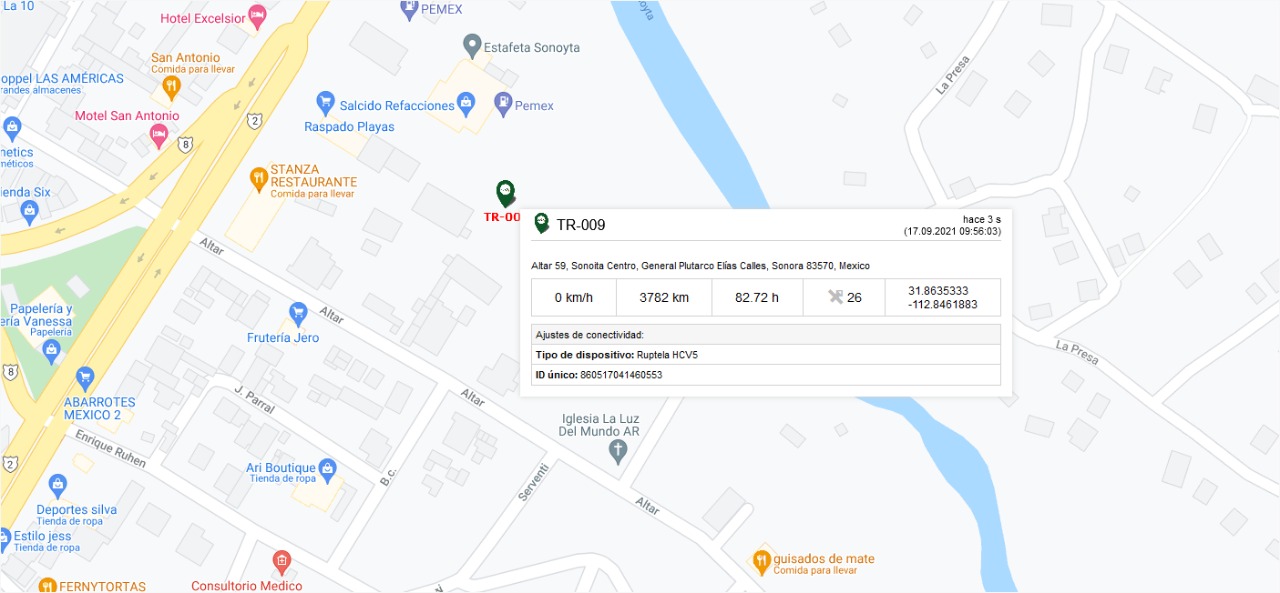 La 10
Hotel Excelsior
PEMEX
Sonoyta
Estafeta Sonoyta
San Antonio
Comida para llevar
oppel LAS AMÉRICAS
randes almacenes
Motel San Antonio
Salcido Refacciones
Pemex
Raspado Playas
La Presa
2
8
netics
méticos
ienda Six
STANZA
RESTAURANTE
Comida para llevar
TR-00
TR-009
hace 3 s
(17.09.2021 09:56:03)
Altar 59, Sonoita Centro, General Plutarco Elías Calles, Sonora 83570, Mexico
0 km/h
3782 km
82.72 h
26
31.8635333
-112.8461883
Ajustes de conectividad:
Tipo de dispositivo: Ruptela HCV5
ID único: 860517041460553
Altar
Altar
Papelería y
ería Vanessa
Papelería
Frutería Jero
La Presa
8
ABARROTES
MEXICO 2
J. Parral
Altar
Iglesia La Luz
Del Mundo AR
Enrique Ruhen
2
Ari Boutique
Tienda de ropa
B.c.
Serventi
Altar
Deportes silva
Tienda de ropa
Estilo jess
Tienda de ropa
guisados de mate
Comida para llevar
FERNYTORTAS
Consultorio Medico